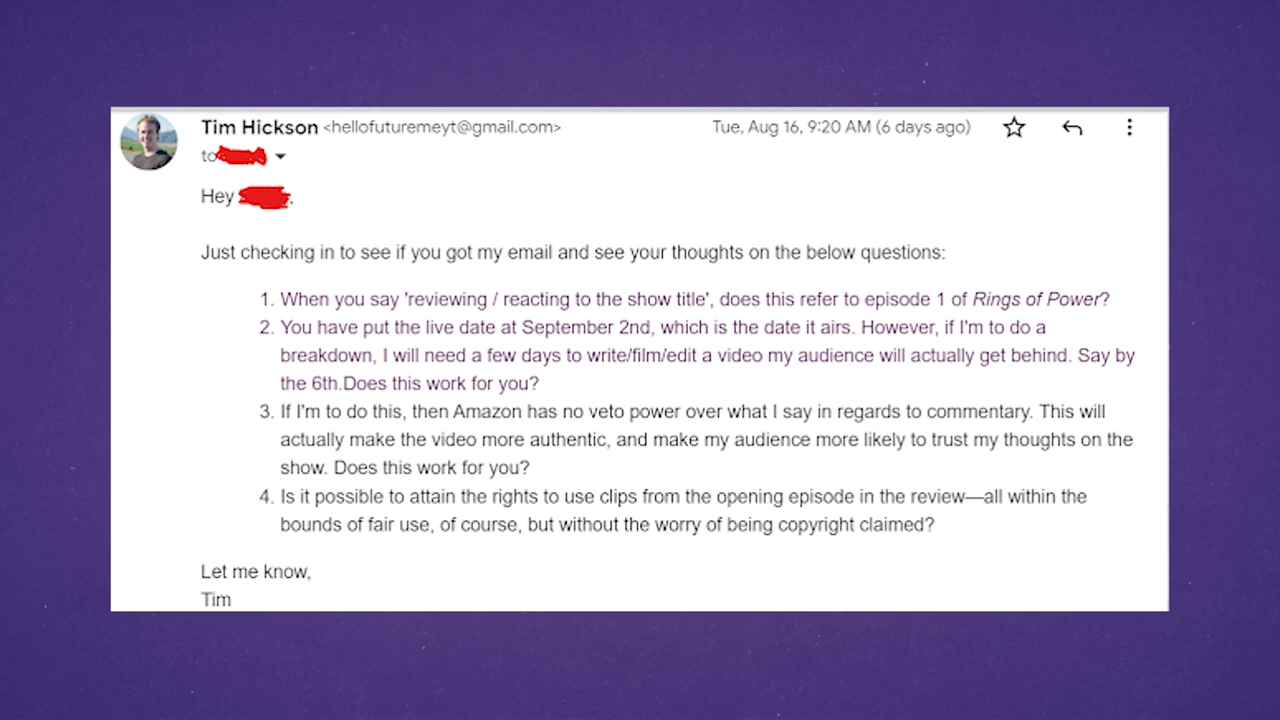 Tim Hickson <hellofuturemeyt@gmail.com> Tue, Aug 16, 9:20 AM (6 days ago)
to
Hey ,
Just checking in to see if you got my email and see your thoughts on the below questions:
1. When you say 'reviewing / reacting to the show title', does this refer to episode 1 of Rings of Power?
2. You have put the live date at September 2nd, which is the date it airs. However, if I'm to do a
breakdown, I will need a few days to write/film/edit a video my audience will actually get behind. Say by
the 6th.Does this work for you?
3. If I'm to do this, then Amazon has no veto power over what I say in regards to commentary. This will
actually make the video more authentic, and make my audience more likely to trust my thoughts on the
show. Does this work for you?
4. Is it possible to attain the rights to use clips from the opening episode in the review—all within the
bounds of fair use, of course, but without the worry of being copyright claimed?
Let me know,
Tim